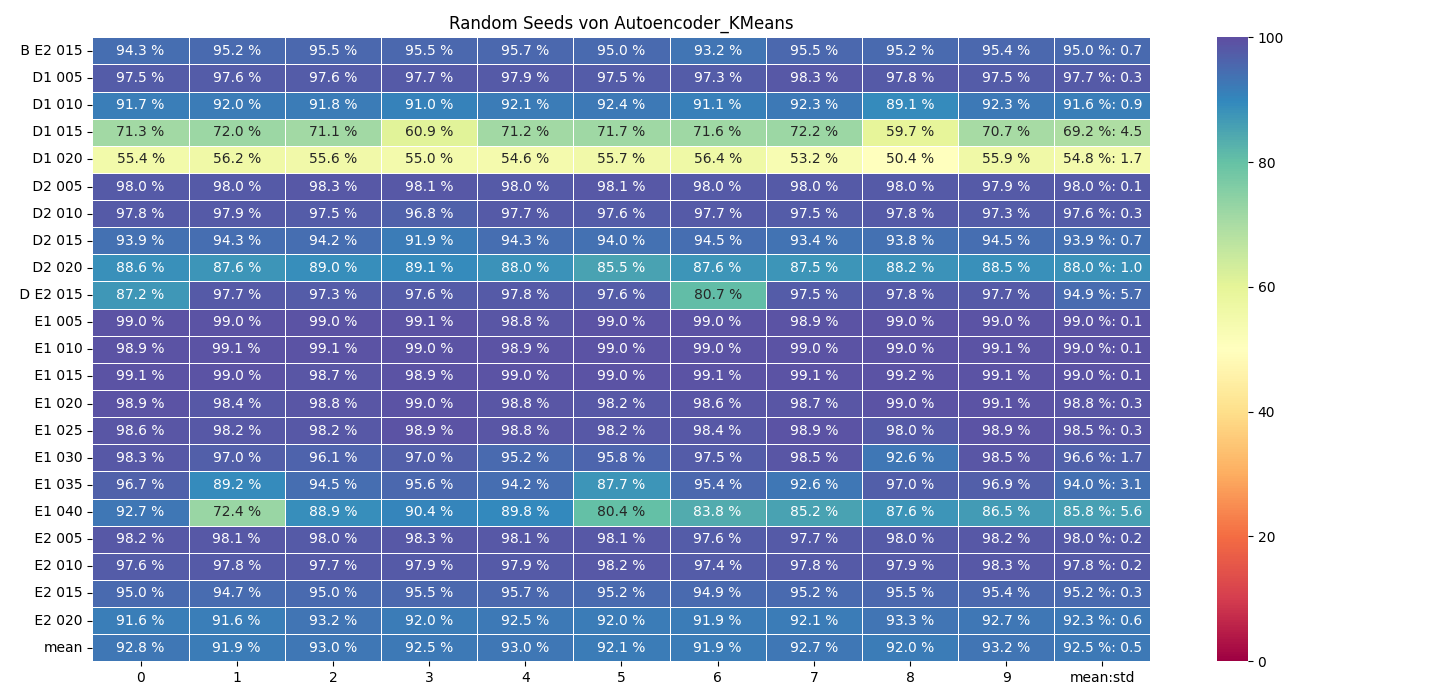 Random Seeds von Autoencoder_KMeans
B E2 015 94.3 % 95.2 % 95.5 % 95.5 % 95.7 % 95.0 % 93.2 % 95.5 % 95.2 % 95.4 % 95.0 %: 0.7
D1 005 97.5 % 97.6 % 97.6 % 97.7 % 97.9 % 97.5 % 97.3 % 98.3 % 97.8 % 97.5 % 97.7 %: 0.3
D1 010 91.7 % 92.0 % 91.8 % 91.0 % 92.1 % 92.4 % 91.1 % 92.3 % 89.1 % 92.3 % 91.6 %: 0.9
D1 015 71.3 % 72.0 % 71.1 % 60.9 % 71.2 % 71.7 % 71.6 % 72.2 % 59.7 % 70.7 % 69.2 %: 4.5
D1 020 55.4 % 56.2 % 55.6 % 55.0 % 54.6 % 55.7 % 56.4 % 53.2 % 50.4 % 55.9 % 54.8 %: 1.7
D2 005 98.0 % 98.0 % 98.3 % 98.1 % 98.0 % 98.1 % 98.0 % 98.0 % 98.0 % 97.9 % 98.0 %: 0.1
D2 010 97.8 % 97.9 % 97.5 % 96.8 % 97.7 % 97.6 % 97.7 % 97.5 % 97.8 % 97.3 % 97.6 %: 0.3
D2 015 93.9 % 94.3 % 94.2 % 91.9 % 94.3 % 94.0 % 94.5 % 93.4 % 93.8 % 94.5 % 93.9 %: 0.7
D2 020 88.6 % 87.6 % 89.0 % 89.1 % 88.0 % 85.5 % 87.6 % 87.5 % 88.2 % 88.5 % 88.0 %: 1.0
D E2 015 87.2 % 97.7 % 97.3 % 97.6 % 97.8 % 97.6 % 80.7 % 97.5 % 97.8 % 97.7 % 94.9 %: 5.7
E1 005 99.0 % 99.0 % 99.0 % 99.1 % 98.8 % 99.0 % 99.0 % 98.9 % 99.0 % 99.0 % 99.0 %: 0.1
E1 010 98.9 % 99.1 % 99.1 % 99.0 % 98.9 % 99.0 % 99.0 % 99.0 % 99.0 % 99.1 % 99.0 %: 0.1
E1 015 99.1 % 99.0 % 98.7 % 98.9 % 99.0 % 99.0 % 99.1 % 99.1 % 99.2 % 99.1 % 99.0 %: 0.1
E1 020 98.9 % 98.4 % 98.8 % 99.0 % 98.8 % 98.2 % 98.6 % 98.7 % 99.0 % 99.1 % 98.8 %: 0.3
E1 025 98.6 % 98.2 % 98.2 % 98.9 % 98.8 % 98.2 % 98.4 % 98.9 % 98.0 % 98.9 % 98.5 %: 0.3
E1 030 98.3 % 97.0 % 96.1 % 97.0 % 95.2 % 95.8 % 97.5 % 98.5 % 92.6 % 98.5 % 96.6 %: 1.7
E1 035 96.7 % 89.2 % 94.5 % 95.6 % 94.2 % 87.7 % 95.4 % 92.6 % 97.0 % 96.9 % 94.0 %: 3.1
E1 040 92.7 % 72.4 % 88.9 % 90.4 % 89.8 % 80.4 % 83.8 % 85.2 % 87.6 % 86.5 % 85.8 %: 5.6
E2 005 98.2 % 98.1 % 98.0 % 98.3 % 98.1 % 98.1 % 97.6 % 97.7 % 98.0 % 98.2 % 98.0 %: 0.2
E2 010 97.6 % 97.8 % 97.7 % 97.9 % 97.9 % 98.2 % 97.4 % 97.8 % 97.9 % 98.3 % 97.8 %: 0.2
E2 015 95.0 % 94.7 % 95.0 % 95.5 % 95.7 % 95.2 % 94.9 % 95.2 % 95.5 % 95.4 % 95.2 %: 0.3
E2 020 91.6 % 91.6 % 93.2 % 92.0 % 92.5 % 92.0 % 91.9 % 92.1 % 93.3 % 92.7 % 92.3 %: 0.6
mean 92.8 % 91.9 % 93.0 % 92.5 % 93.0 % 92.1 % 91.9 % 92.7 % 92.0 % 93.2 % 92.5 %: 0.5
0 1 2 3 4 5 6 7 8 9 mean:std
100
80
60
40
20
0